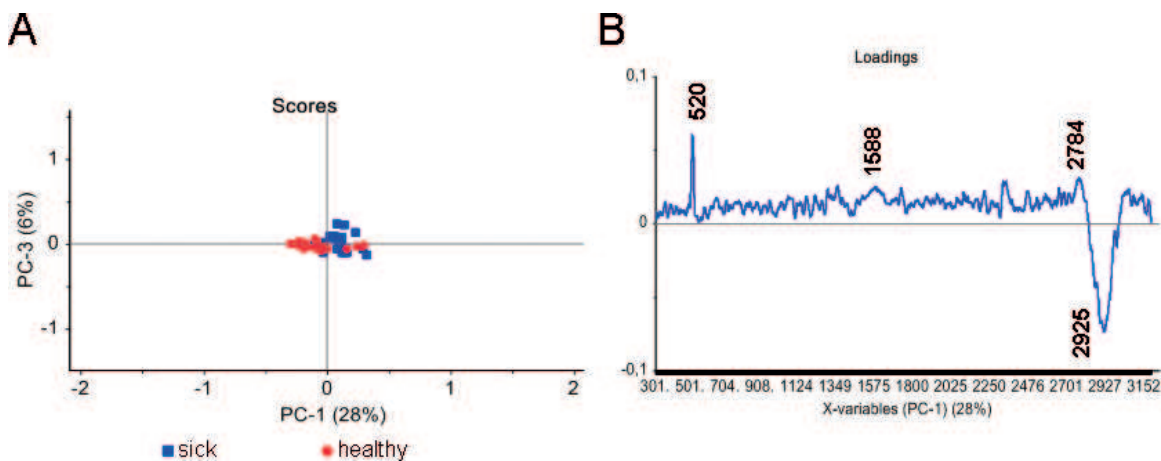 A
Scores
1
0
-1
PC-3 (6%)
-2 -1 0 1 2
PC-1 (28%)
sick healthy
B
Loadings
0,1
0
-0,1
520
1588
2784
2925
301. 501. 704. 908. 1124 1349 1575 1800 2025 2250 2476 2701 2927 3152
X-variables (PC-1) (28%)